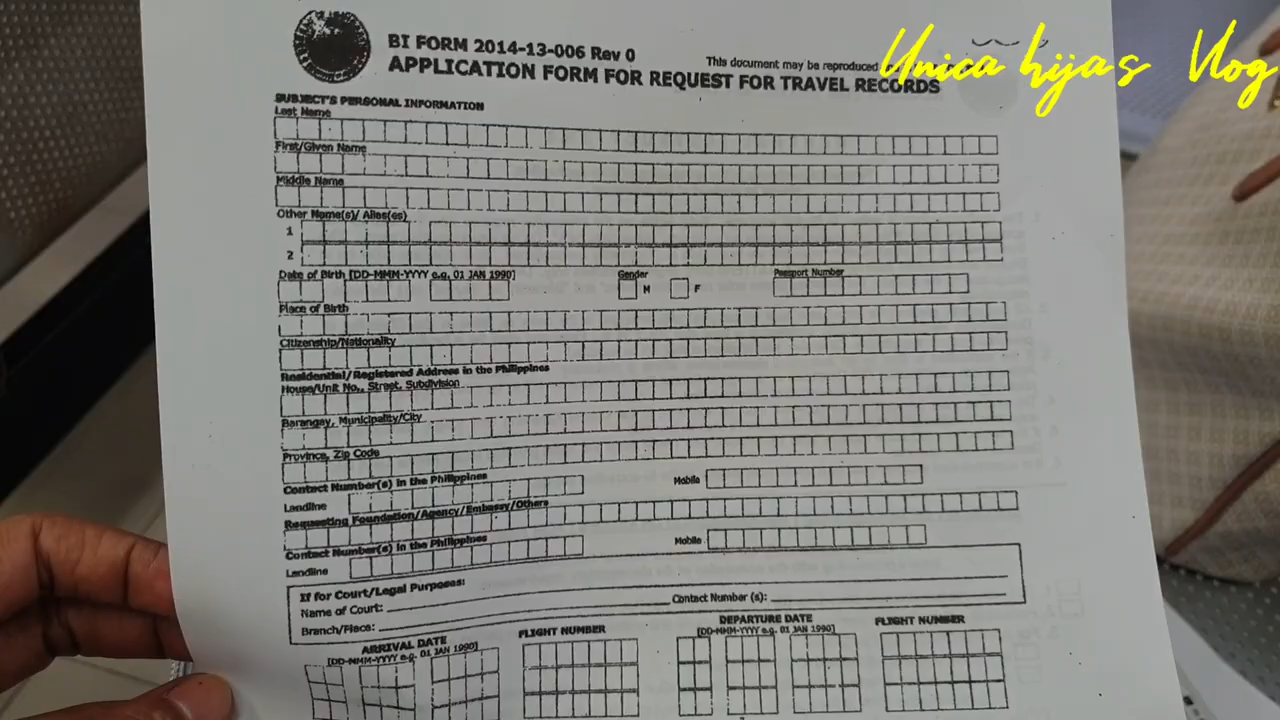 Unica hijas Vlog
BI FORM 2014-13-006 Rev 0
This document may be reproduced
APPLICATION FORM FOR REQUEST FOR TRAVEL RECORDS
SUBJECT'S PERSONAL INFORMATION
Last Name
First/Given Name
Middle Name
Other Name(s)/ Alias(es)
1
2
Date of Birth [DD-MMM-YYYY e.g. 01 JAN 1990]
Gender
M
F
Passport Number
Place of Birth
Citizenship/Nationality
Residential/Registered Address in the Philippines
House/Unit No., Street, Subdivision
Barangay, Municipality/City
Province, Zip Code
Contact Number(s) in the Philippines
Landline
Mobile
Requesting Foundation/Agency/Embassy/Others
Contact Number(s) in the Philippines
Landline
Mobile
If for Court/Legal Purposes:
Name of Court:
Contact Number (s):
Branch/Place:
ARRIVAL DATE
[DD-MMM-YYYY e.g. 01 JAN 1990]
FLIGHT NUMBER
DEPARTURE DATE
[DD-MMM-YYYY e.g. 01 JAN 1990]
FLIGHT NUMBER